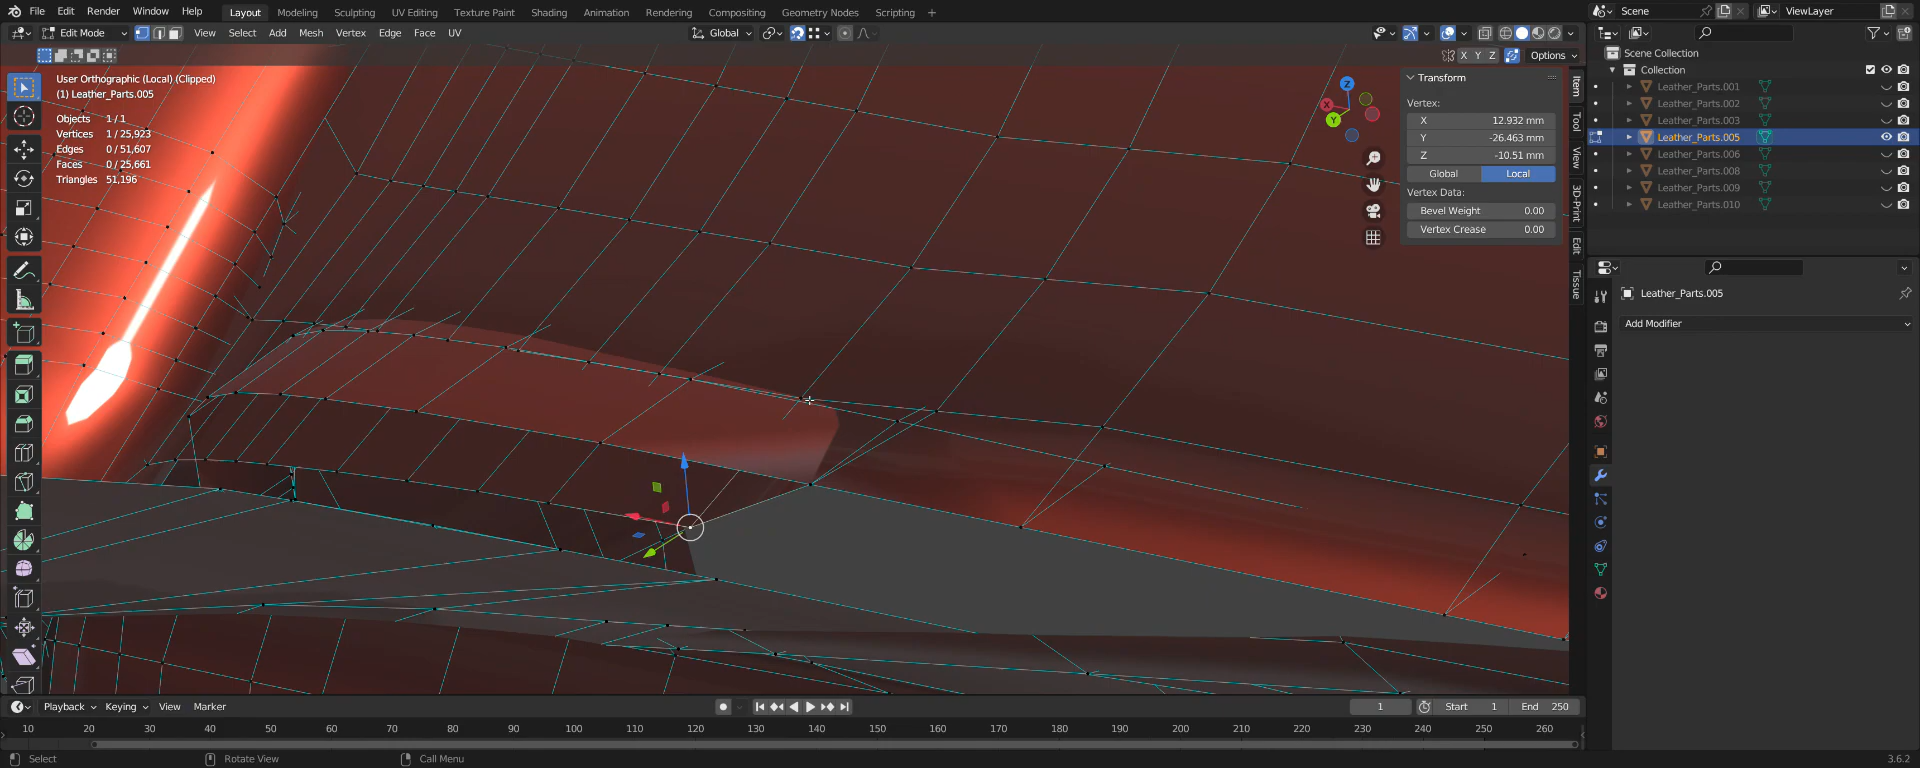 File Edit Render Window Help
Layout Modeling Sculpting UV Editing Texture Paint Shading Animation Rendering Compositing Geometry Nodes Scripting +
Scene
ViewLayer
Edit Mode View Select Add Mesh Vertex Edge Face UV
Global
X Y Z Options
User Orthographic (Local) (Clipped)
(1) Leather_Parts.005
Objects 1 / 1
Vertices 1 / 25,923
Edges 0 / 51,607
Faces 0 / 25,661
Triangles 51,196
Z
X
Y
Transform
Vertex:
X 12.932 mm
Y -26.463 mm
Z -10.51 mm
Global Local
Vertex Data:
Bevel Weight 0.00
Vertex Crease 0.00
Item
Tool
View
3D-Print
Edit
Tissue
Scene Collection
Collection
Leather_Parts.001
Leather_Parts.002
Leather_Parts.003
Leather_Parts.005
Leather_Parts.006
Leather_Parts.008
Leather_Parts.009
Leather_Parts.010
Leather_Parts.005
Add Modifier
Playback Keying View Marker
1 Start 1 End 250
10 20 30 40 50 60 70 80 90 100 110 120 130 140 150 160 170 180 190 200 210 220 230 240 250 260
Select Rotate View Call Menu 3.6.2